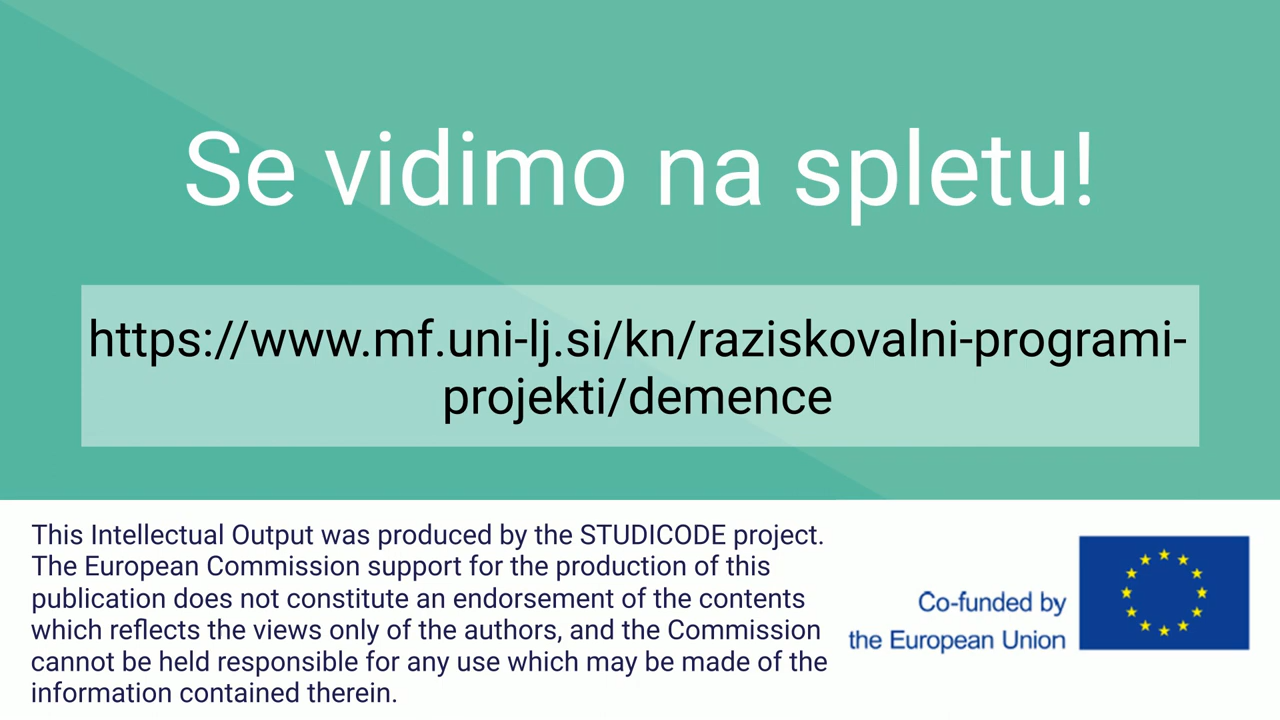 Se vidimo na spletu!
https://www.mf.uni-lj.si/kn/raziskovalni-programi-
projekti/demence
This Intellectual Output was produced by the STUDICODE project.
The European Commission support for the production of this
publication does not constitute an endorsement of the contents
which reflects the views only of the authors, and the Commission
cannot be held responsible for any use which may be made of the
information contained therein.
Co-funded by
the European Union